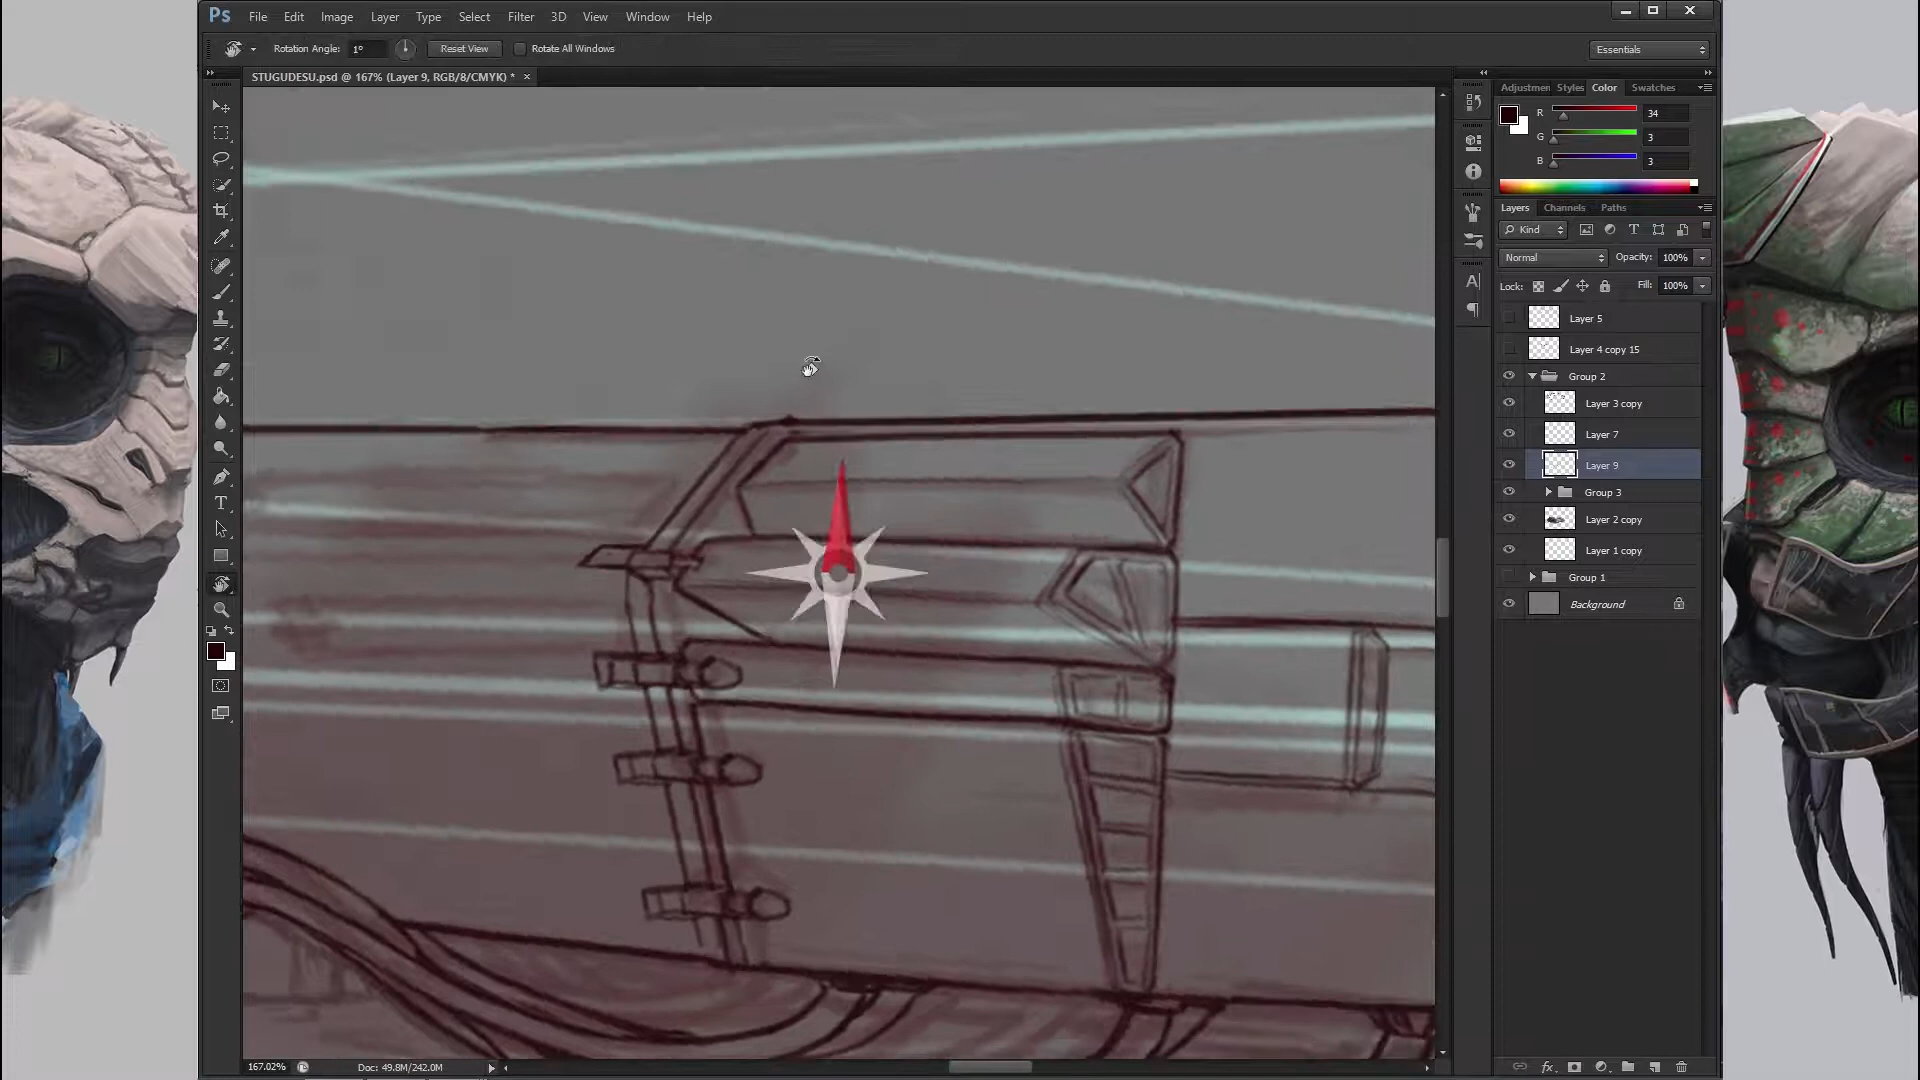 Ps File Edit Image Layer Type Select Filter 3D View Window Help
Rotation Angle: 1° Reset View Rotate All Windows Essentials
STUGUDESU.psd @ 167% (Layer 9, RGB/8/CMYK) * ×
Adjustmen Styles Color Swatches
R 34
G 3
B 3
Layers Channels Paths
Kind
Normal Opacity: 100%
Lock: Fill: 100%
Layer 5
Layer 4 copy 15
Group 2
Layer 3 copy
Layer 7
Layer 9
Group 3
Layer 2 copy
Layer 1 copy
Group 1
Background
167.02% Doc: 49.8M/242.0M